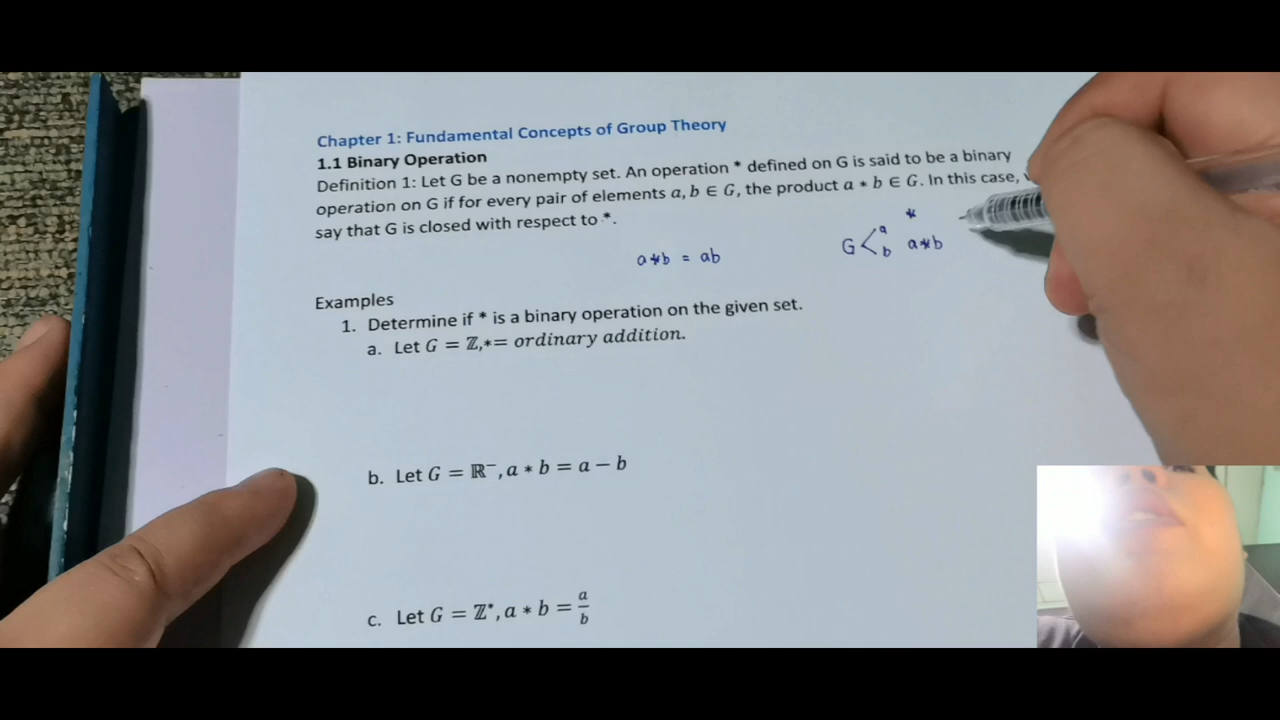 Chapter 1: Fundamental Concepts of Group Theory
1.1 Binary Operation
Definition 1: Let G be a nonempty set. An operation * defined on G is said to be a binary
operation on G if for every pair of elements a, b ∈ G, the product a * b ∈ G. In this case,
say that G is closed with respect to *.
*
a
G <
b a*b
a*b = ab
Examples
1. Determine if * is a binary operation on the given set.
a. Let G = ℤ,*= ordinary addition.
b. Let G = ℝ⁻, a * b = a − b
c. Let G = ℤ*, a * b = a/b